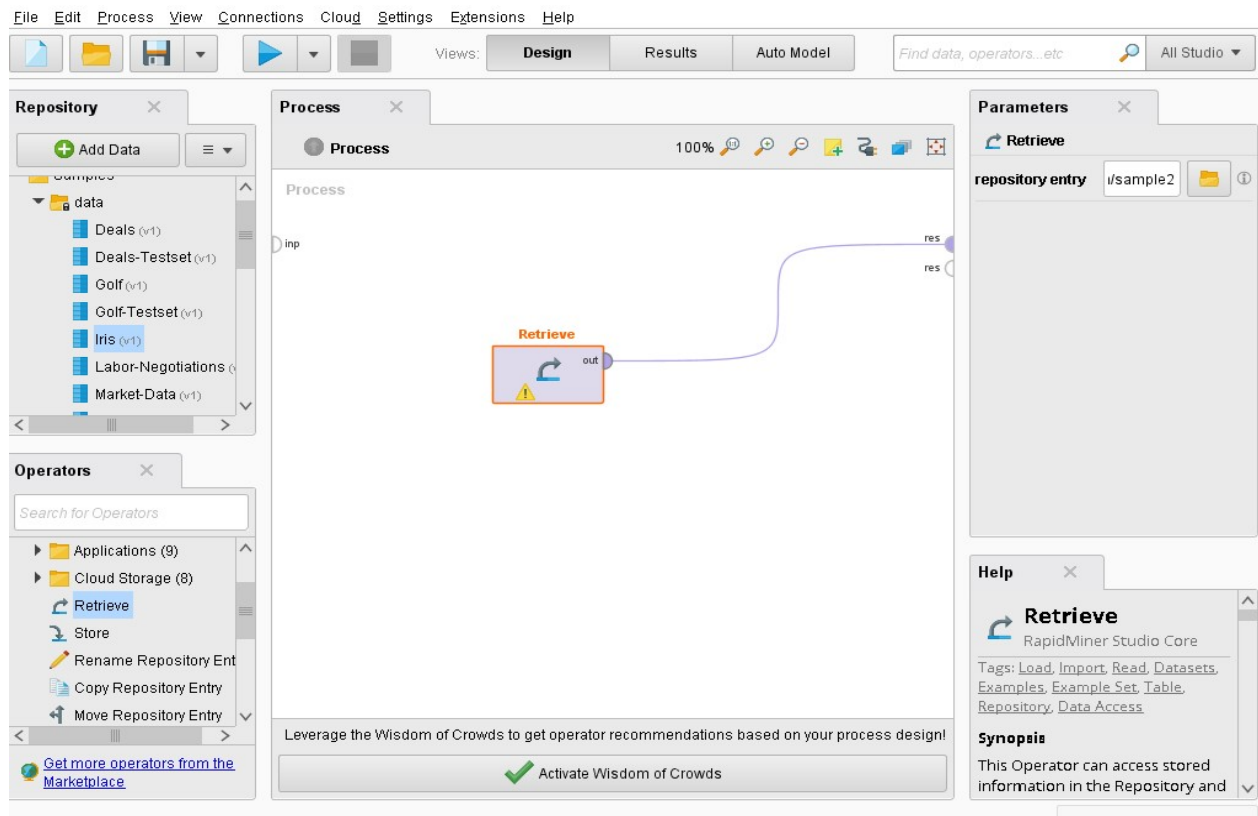 File Edit Process View Connections Cloud Settings Extensions Help
Views: Design Results Auto Model Find data, operators...etc All Studio
Repository
Add Data
Samples
data
Deals (v1)
Deals-Testset (v1)
Golf (v1)
Golf-Testset (v1)
Iris (v1)
Labor-Negotiations
Market-Data (v1)
Operators
Search for Operators
Applications (9)
Cloud Storage (8)
Retrieve
Store
Rename Repository Ent
Copy Repository Entry
Move Repository Entry
Get more operators from the
Marketplace
Process
Process 100%
Process
inp
res
res
Retrieve
out
Leverage the Wisdom of Crowds to get operator recommendations based on your process design!
Activate Wisdom of Crowds
Parameters
Retrieve
repository entry /sample2
Help
Retrieve
RapidMiner Studio Core
Tags: Load, Import, Read, Datasets,
Examples, Example Set, Table,
Repository, Data Access
Synopsis
This Operator can access stored
information in the Repository and